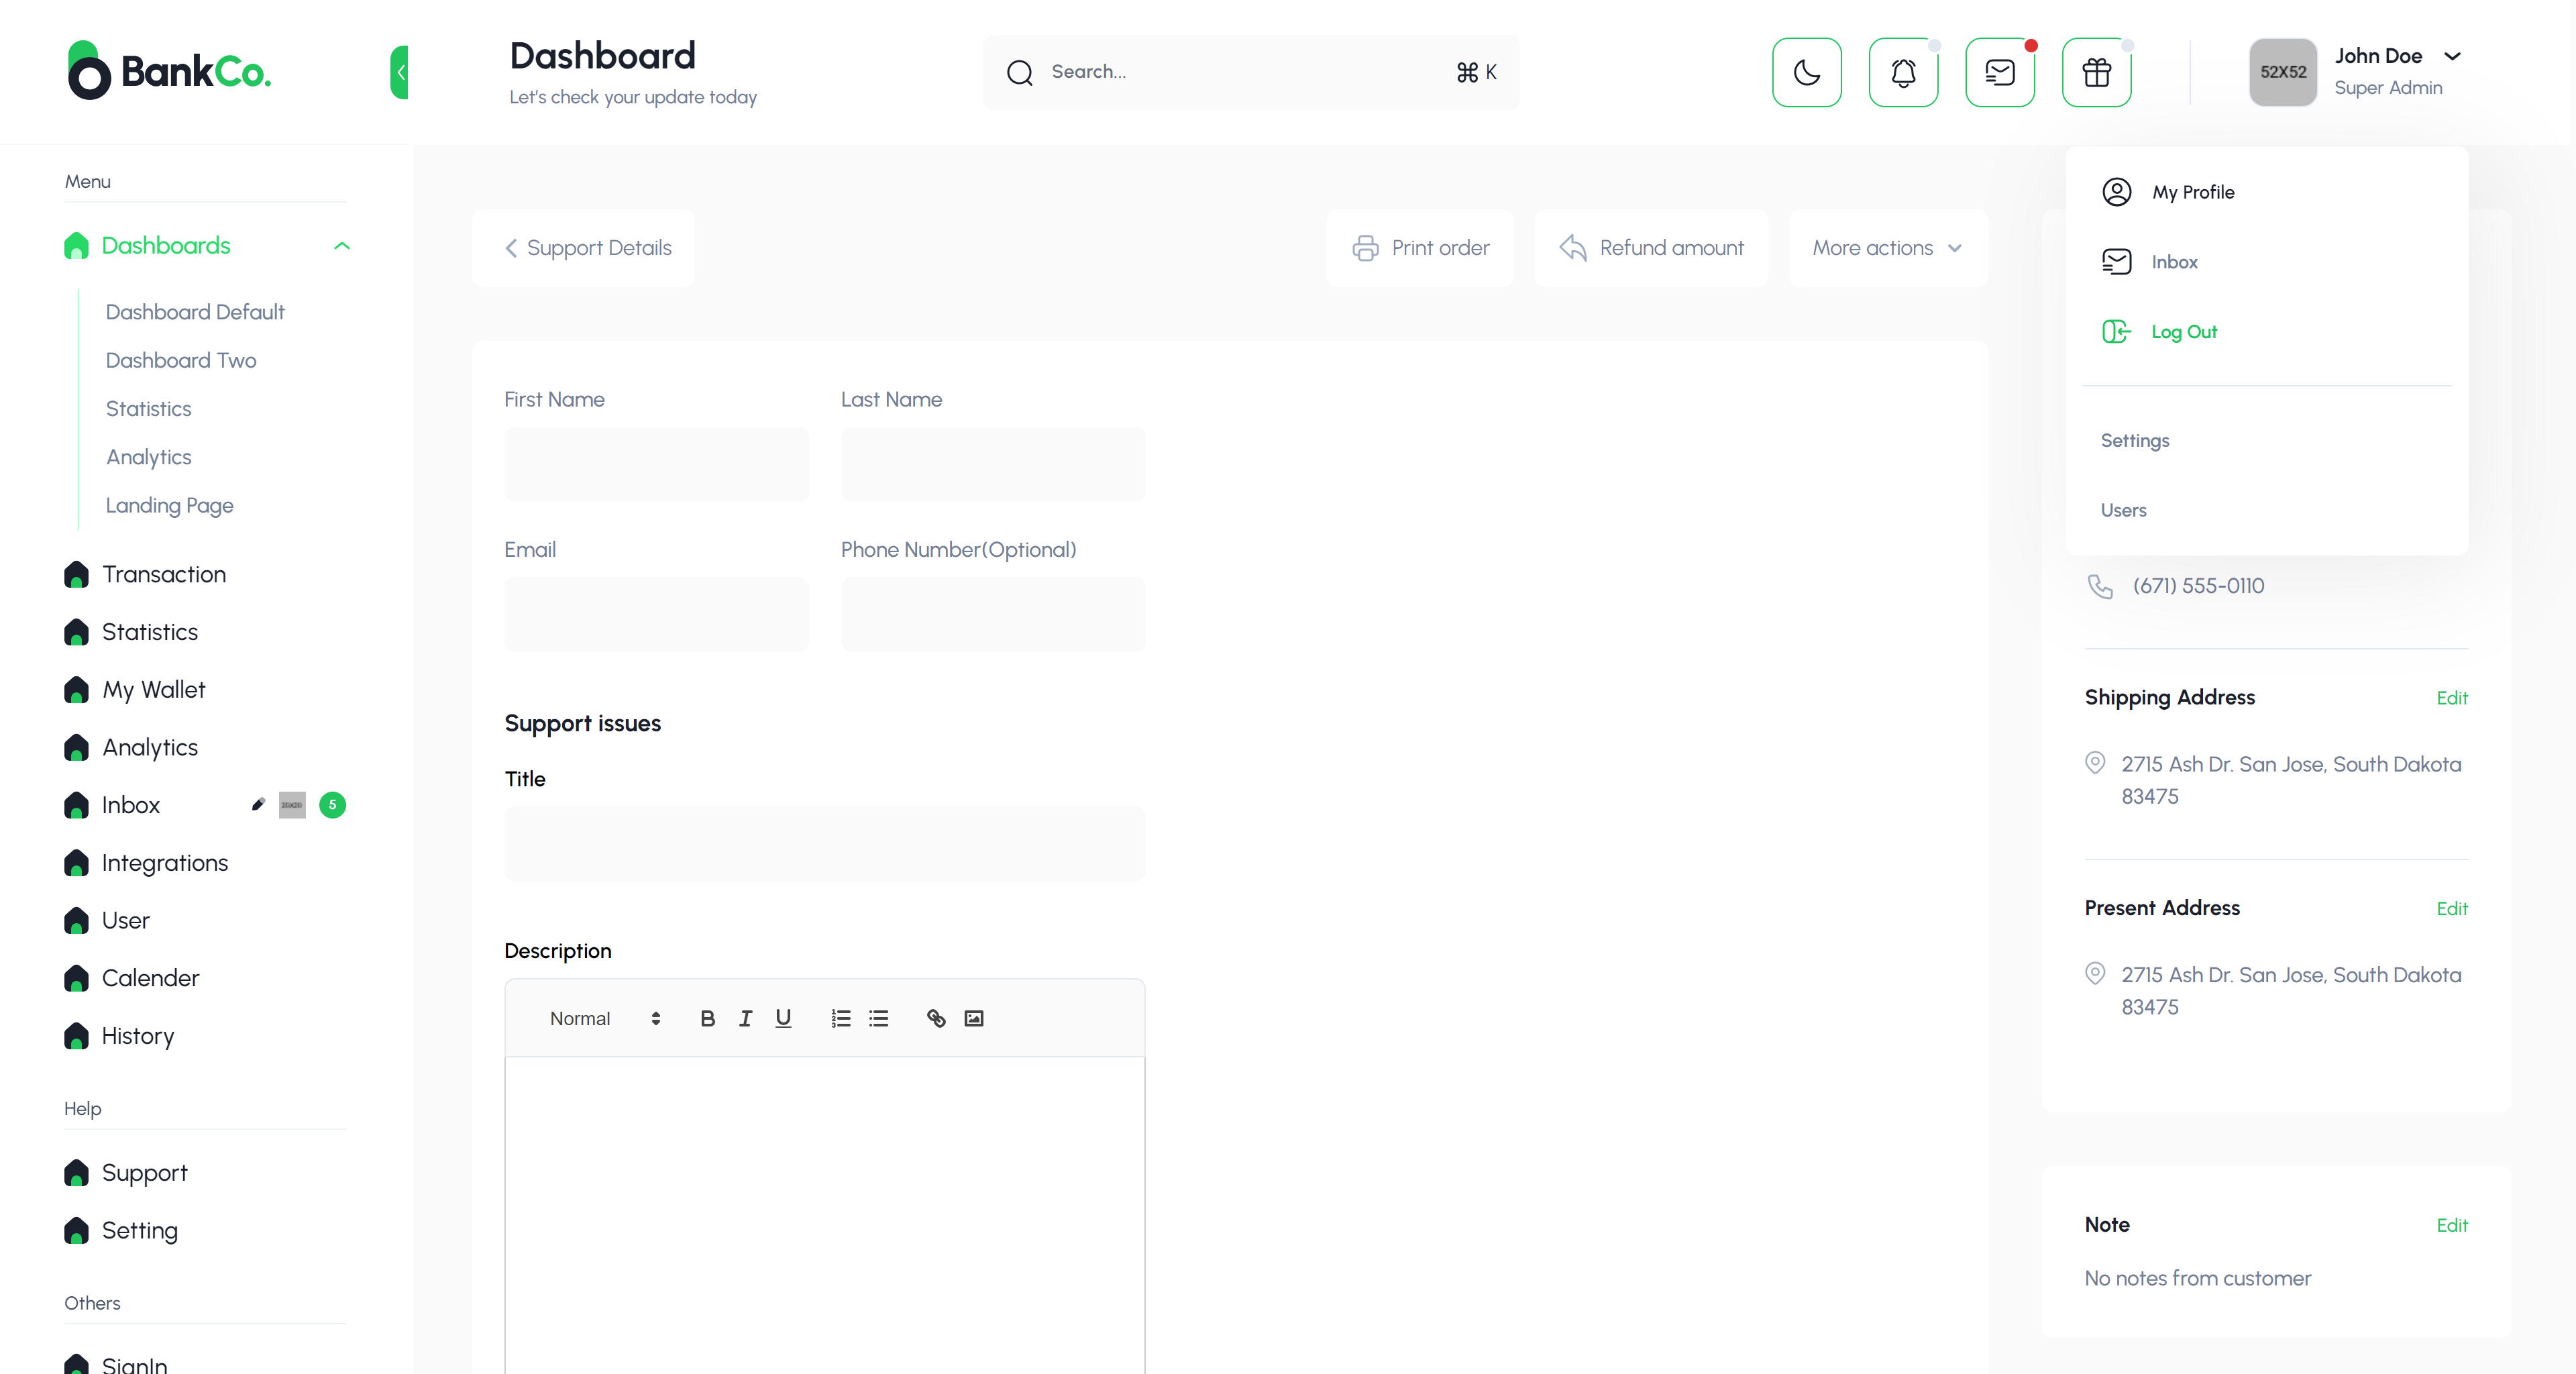 BankCo.
Dashboard
Let's check your update today
Search...
⌘ K
52X52
John Doe
Super Admin
Menu
Dashboards
Dashboard Default
Dashboard Two
Statistics
Analytics
Landing Page
Transaction
Statistics
My Wallet
Analytics
Inbox
5
Integrations
User
Calender
History
Help
Support
Setting
Others
SignIn
Support Details
Print order
Refund amount
More actions
First Name
Last Name
Email
Phone Number(Optional)
Support issues
Title
Description
Normal
B I U
My Profile
Inbox
Log Out
Settings
Users
(671) 555-0110
Shipping Address
Edit
2715 Ash Dr. San Jose, South Dakota
83475
Present Address
Edit
2715 Ash Dr. San Jose, South Dakota
83475
Note
Edit
No notes from customer